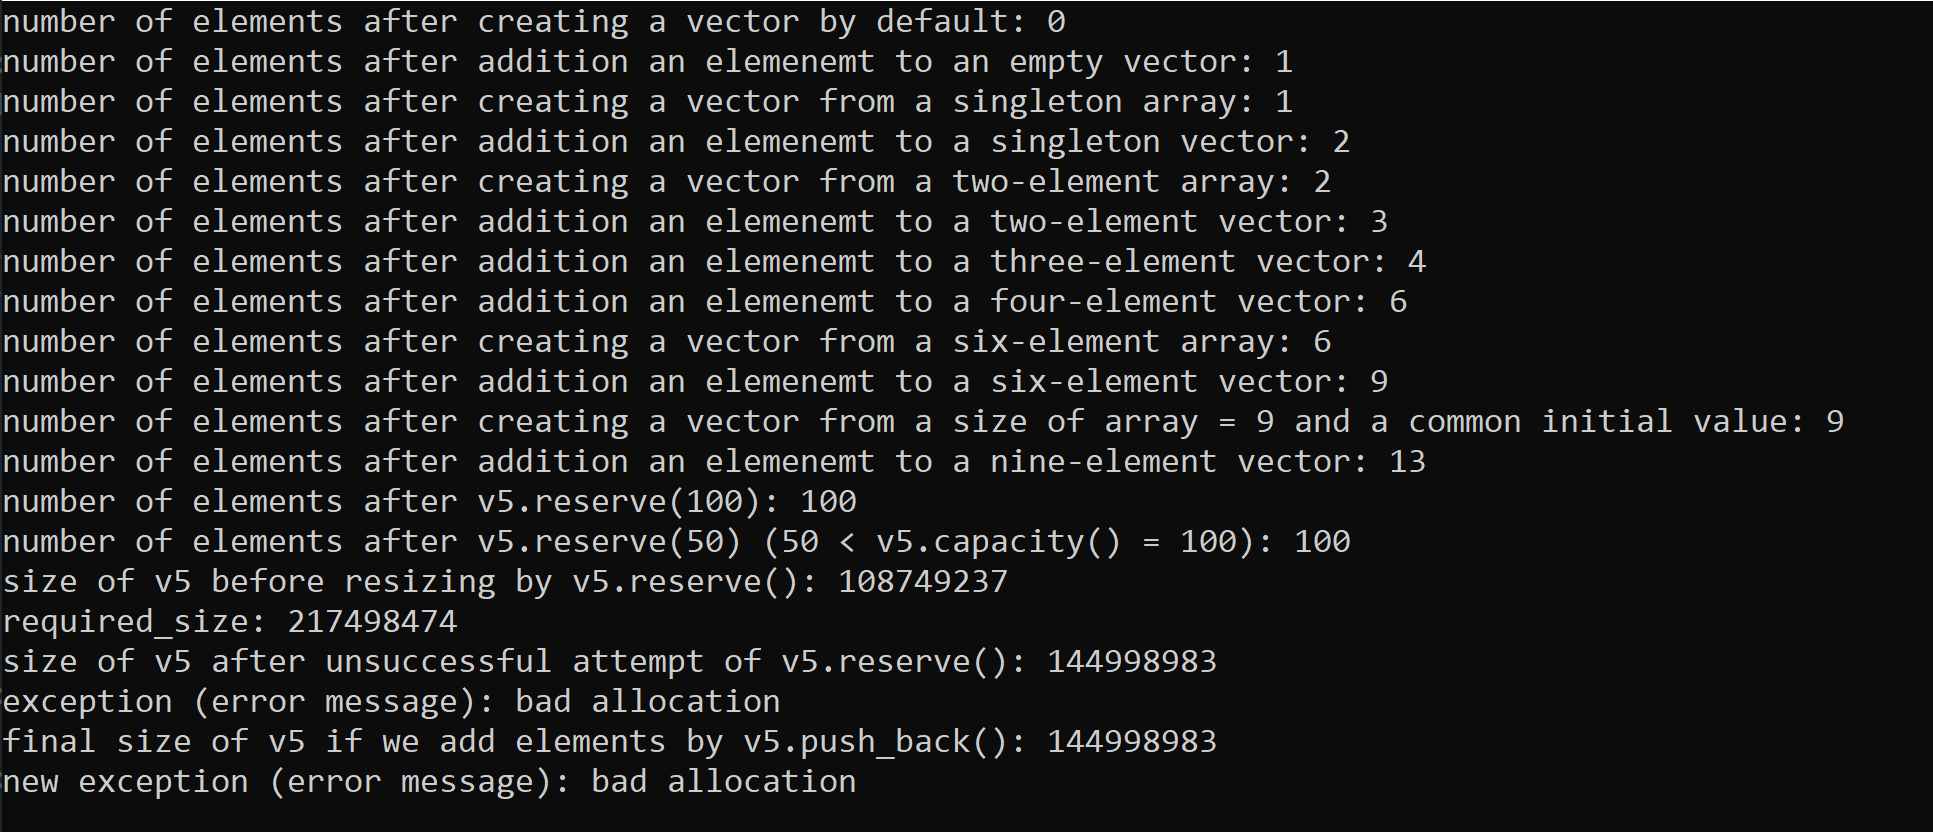 number of elements after creating a vector by default: 0
number of elements after addition an elemenemt to an empty vector: 1
number of elements after creating a vector from a singleton array: 1
number of elements after addition an elemenemt to a singleton vector: 2
number of elements after creating a vector from a two-element array: 2
number of elements after addition an elemenemt to a two-element vector: 3
number of elements after addition an elemenemt to a three-element vector: 4
number of elements after addition an elemenemt to a four-element vector: 6
number of elements after creating a vector from a six-element array: 6
number of elements after addition an elemenemt to a six-element vector: 9
number of elements after creating a vector from a size of array = 9 and a common initial value: 9
number of elements after addition an elemenemt to a nine-element vector: 13
number of elements after v5.reserve(100): 100
number of elements after v5.reserve(50) (50 < v5.capacity() = 100): 100
size of v5 before resizing by v5.reserve(): 108749237
required_size: 217498474
size of v5 after unsuccessful attempt of v5.reserve(): 144998983
exception (error message): bad allocation
final size of v5 if we add elements by v5.push_back(): 144998983
new exception (error message): bad allocation